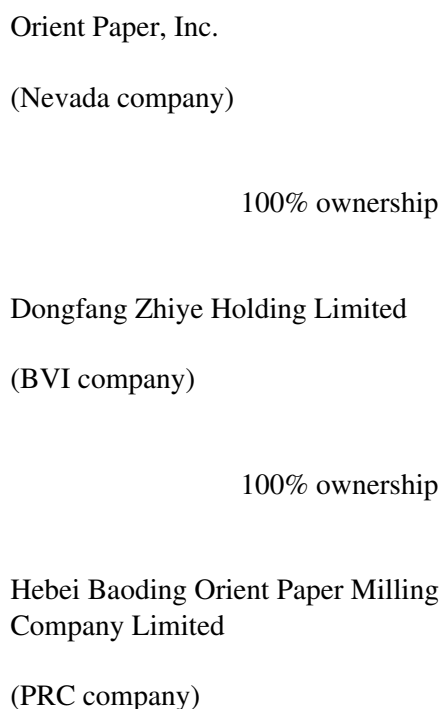 Orient Paper, Inc.
(Nevada company)
100% ownership
Dongfang Zhiye Holding Limited
(BVI company)
100% ownership
Hebei Baoding Orient Paper Milling
Company Limited
(PRC company)